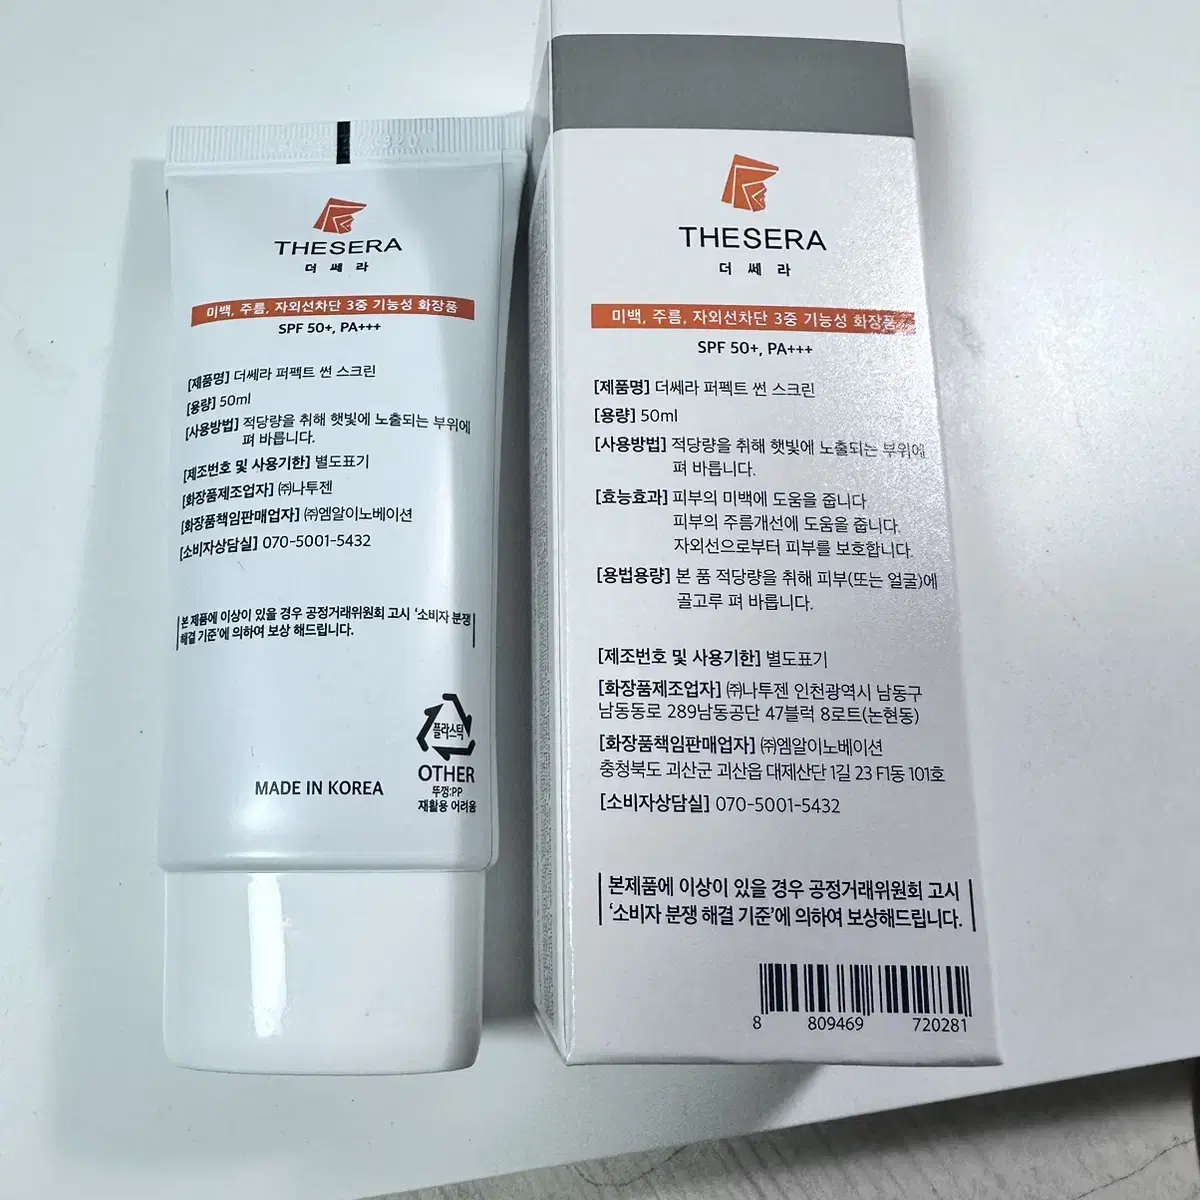 THESERA
더 쎄 라
미백, 주름, 자외선차단 3중 기능성 화장품
SPF 50+, PA+++
[제품명] 더쎄라 퍼펙트 썬 스크린
[용량] 50ml
[사용방법] 적당량을 취해 햇빛에 노출되는 부위에
펴 바릅니다.
[제조번호 및 사용기한] 별도표기
[화장품제조업자] ㈜나투젠
[화장품책임판매업자] ㈜엠알이노베이션
[소비자상담실] 070-5001-5432
본 제품에 이상이 있을 경우 공정거래위원회 고시 '소비자 분쟁
해결 기준'에 의하여 보상 해드립니다.
플라스틱
OTHER
뚜껑:PP
재활용 어려움
MADE IN KOREA
THESERA
더 쎄 라
미백, 주름, 자외선차단 3중 기능성 화장품
SPF 50+, PA+++
[제품명] 더쎄라 퍼펙트 썬 스크린
[용량] 50ml
[사용방법] 적당량을 취해 햇빛에 노출되는 부위에
펴 바릅니다.
[효능효과] 피부의 미백에 도움을 줍니다
피부의 주름개선에 도움을 줍니다.
자외선으로부터 피부를 보호합니다.
[용법용량] 본 품 적당량을 취해 피부(또는 얼굴)에
골고루 펴 바릅니다.
[제조번호 및 사용기한] 별도표기
[화장품제조업자] ㈜나투젠 인천광역시 남동구
남동동로 289남동공단 47블럭 8로트(논현동)
[화장품책임판매업자] ㈜엠알이노베이션
충청북도 괴산군 괴산읍 대제산단 1길 23 F1동 101호
[소비자상담실] 070-5001-5432
본제품에 이상이 있을 경우 공정거래위원회 고시
'소비자 분쟁 해결 기준'에 의하여 보상해드립니다.
8 809469 720281